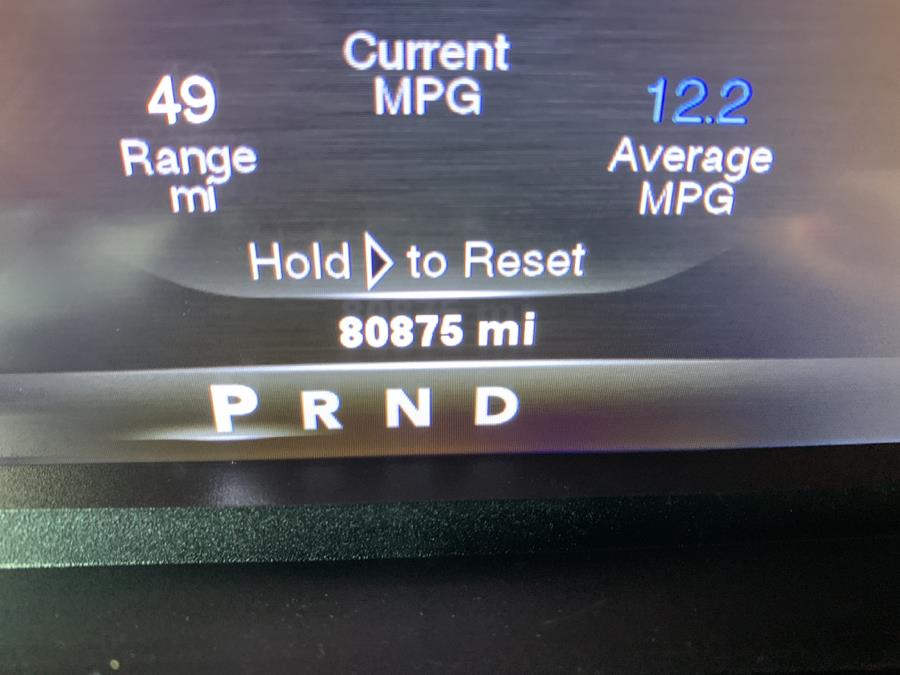 Current
MPG
49
Range
mi
12.2
Average
MPG
Hold ▷ to Reset
80875 mi
P R N D